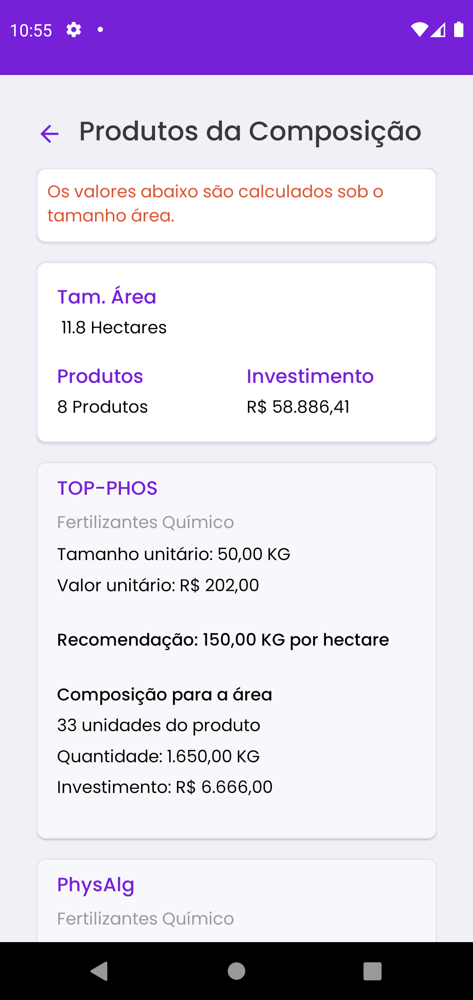 10:55
Produtos da Composição
Os valores abaixo são calculados sob o
tamanho área.
Tam. Área
11.8 Hectares
Produtos
Investimento
8 Produtos
R$ 58.886,41
TOP-PHOS
Fertilizantes Químico
Tamanho unitário: 50,00 KG
Valor unitário: R$ 202,00
Recomendação: 150,00 KG por hectare
Composição para a área
33 unidades do produto
Quantidade: 1.650,00 KG
Investimento: R$ 6.666,00
PhysAlg
Fertilizantes Químico